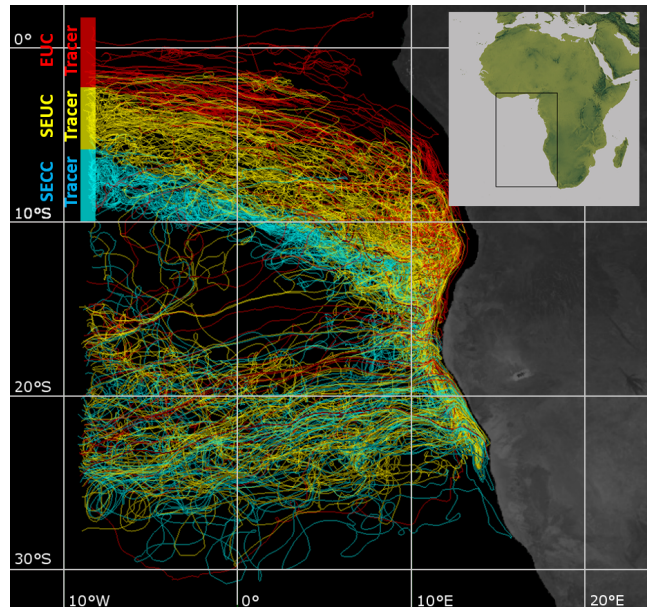 0°
EUC Tracer
SEUC Tracer
SECC Tracer
10°S
20°S
30°S
10°W
0°
10°E
20°E